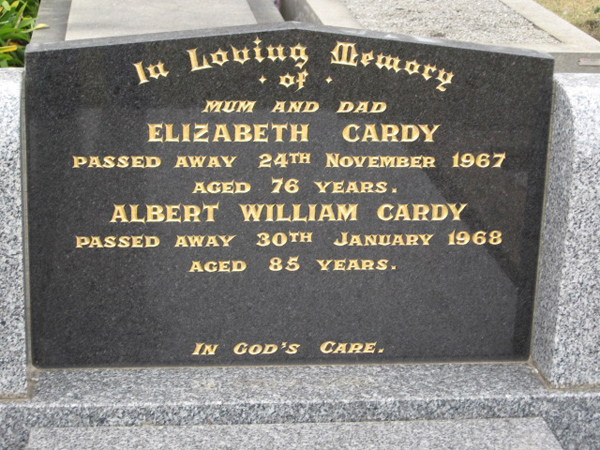 In Loving Memory
· of ·
MUM AND DAD
ELIZABETH CARDY
PASSED AWAY 24TH NOVEMBER 1967
AGED 76 YEARS.
ALBERT WILLIAM CARDY
PASSED AWAY 30TH JANUARY 1968
AGED 85 YEARS.
IN GOD'S CARE.